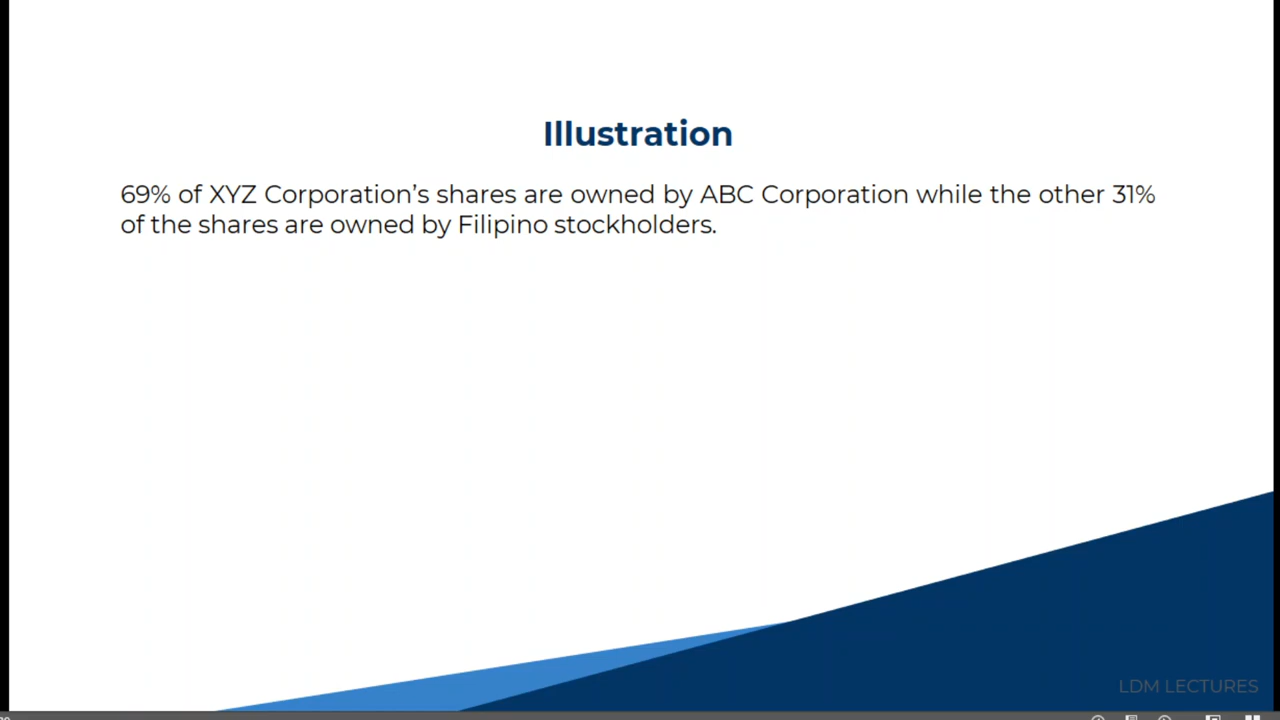 Illustration
69% of XYZ Corporation’s shares are owned by ABC Corporation while the other 31%
of the shares are owned by Filipino stockholders.
LDM LECTURES